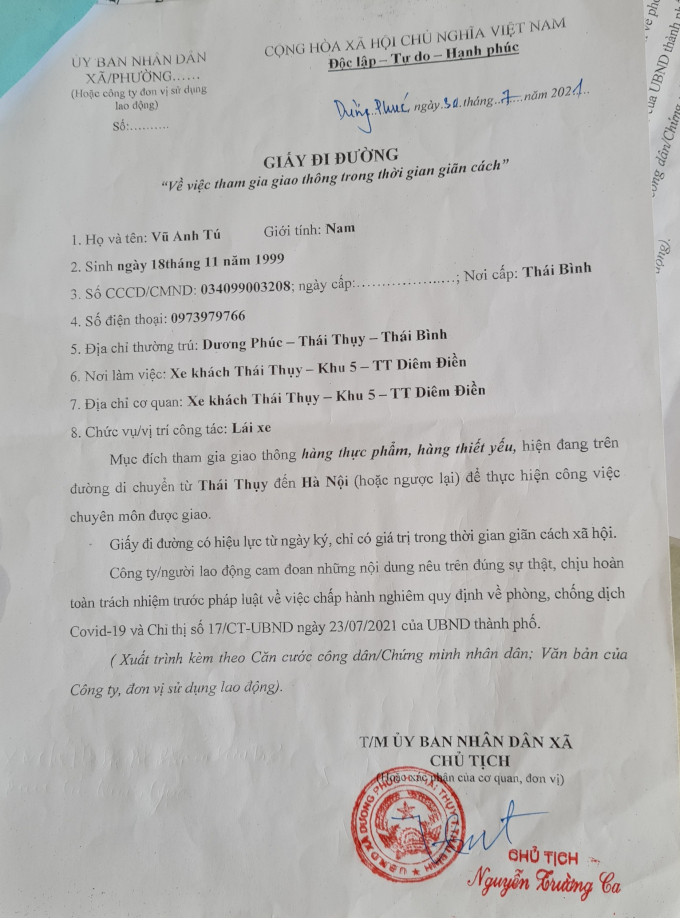 CỘNG HÒA XÃ HỘI CHỦ NGHĨA VIỆT NAM
Độc lập – Tự do – Hạnh phúc
ỦY BAN NHÂN DÂN
XÃ/PHƯỜNG......
(Hoặc công ty đơn vị sử dụng
lao động)
Số:..........
Dương Phúc ngày 30 tháng 7 năm 2021
GIẤY ĐI ĐƯỜNG
“Về việc tham gia giao thông trong thời gian giãn cách”
1. Họ và tên: Vũ Anh Tú Giới tính: Nam
2. Sinh ngày 18tháng 11 năm 1999
3. Số CCCD/CMND: 034099003208; ngày cấp:......................; Nơi cấp: Thái Bình
4. Số điện thoại: 0973979766
5. Địa chỉ thường trú: Dương Phúc – Thái Thụy – Thái Bình
6. Nơi làm việc: Xe khách Thái Thụy – Khu 5 – TT Diêm Điền
7. Địa chỉ cơ quan: Xe khách Thái Thụy – Khu 5 – TT Diêm Điền
8. Chức vụ/vị trí công tác: Lái xe
Mục đích tham gia giao thông hàng thực phẩm, hàng thiết yếu, hiện đang trên
đường di chuyển từ Thái Thụy đến Hà Nội (hoặc ngược lại) để thực hiện công việc
chuyên môn được giao.
Giấy đi đường có hiệu lực từ ngày ký, chỉ có giá trị trong thời gian giãn cách xã hội.
Công ty/người lao động cam đoan những nội dung nêu trên đúng sự thật, chịu hoàn
toàn trách nhiệm trước pháp luật về việc chấp hành nghiêm quy định về phòng, chống dịch
Covid-19 và Chỉ thị số 17/CT-UBND ngày 23/07/2021 của UBND thành phố.
( Xuất trình kèm theo Căn cước công dân/Chứng minh nhân dân; Văn bản của
Công ty, đơn vị sử dụng lao động).
T/M ỦY BAN NHÂN DÂN XÃ
CHỦ TỊCH
(Hoặc xác nhận của cơ quan, đơn vị)
U.B.N.D XÃ DƯƠNG PHÚC
CHỦ TỊCH
Nguyễn Trường Ca
ủa UBND thành
ông dân/Chứng
động).